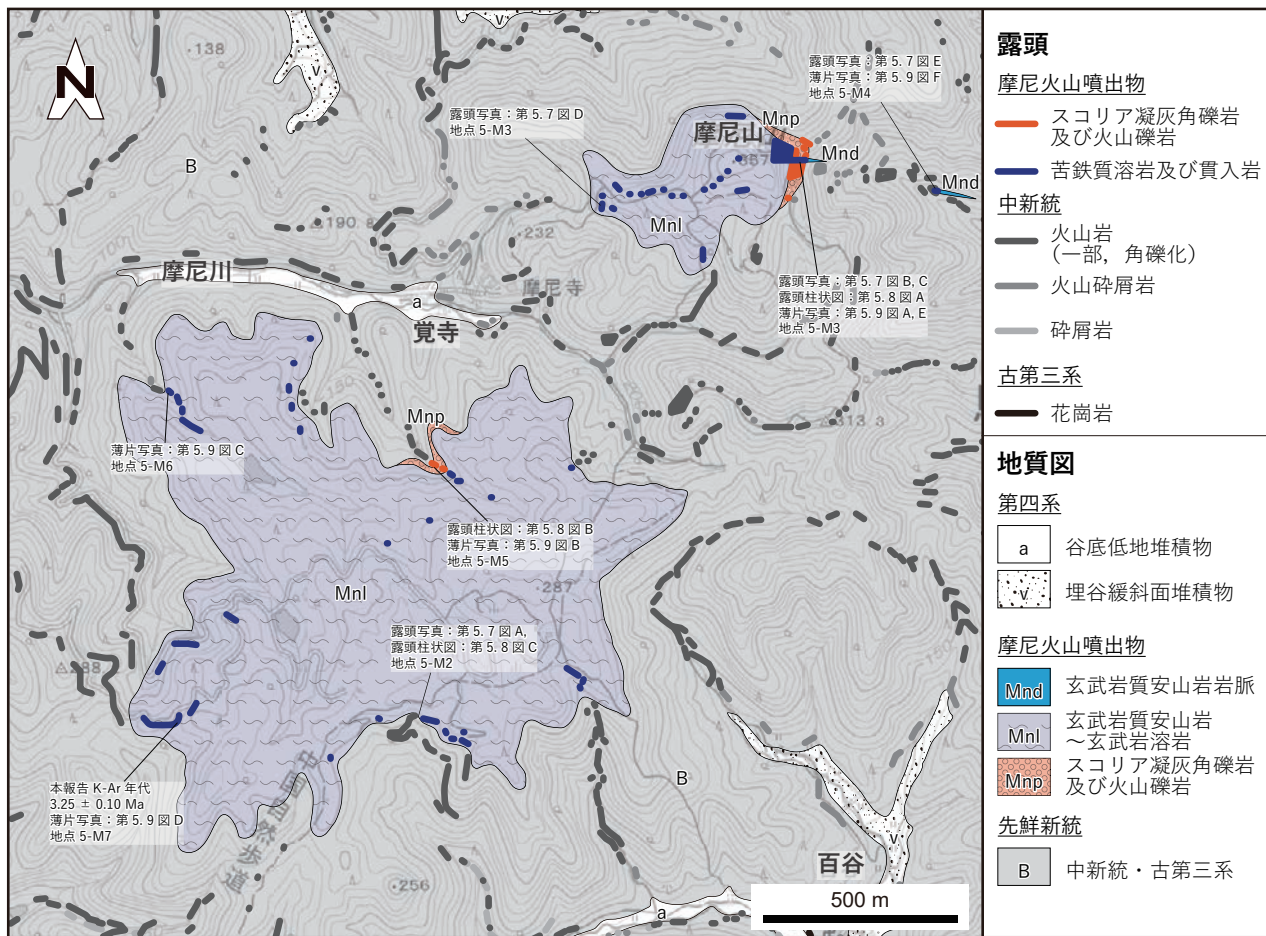 N
138
v
v
B
190.8
232
露頭写真：第 5.7 図 D
地点 5-M3
露頭写真：第 5.7 図 E
薄片写真：第 5.9 図 F
地点 5-M4
Mnp
摩尼山
357
Mnd
Mnd
Mnl
摩尼川
a
覚寺
摩尼寺
露頭写真：第 5.7 図 B, C
露頭柱状図：第 5.8 図 A
薄片写真：第 5.9 図 A, E
地点 5-M3
313.3
Mnp
薄片写真：第 5.9 図 C
地点 5-M6
露頭柱状図：第 5.8 図 B
薄片写真：第 5.9 図 B
地点 5-M5
Mnl
287
露頭写真：第 5.7 図 A,
露頭柱状図：第 5.8 図 C
地点 5-M2
288
本報告 K-Ar 年代
3.25 ± 0.10 Ma
薄片写真：第 5.9 図 D
地点 5-M7
中国自然歩道
256
B
v
百谷
a
500 m
露頭
摩尼火山噴出物
スコリア凝灰角礫岩
及び火山礫岩
苦鉄質溶岩及び貫入岩
中新統
火山岩
（一部，角礫化）
火山砕屑岩
砕屑岩
古第三系
花崗岩
地質図
第四系
a 谷底低地堆積物
v 埋谷緩斜面堆積物
摩尼火山噴出物
Mnd 玄武岩質安山岩岩脈
Mnl 玄武岩質安山岩
～玄武岩溶岩
Mnp スコリア凝灰角礫岩
及び火山礫岩
先鮮新統
B 中新統・古第三系